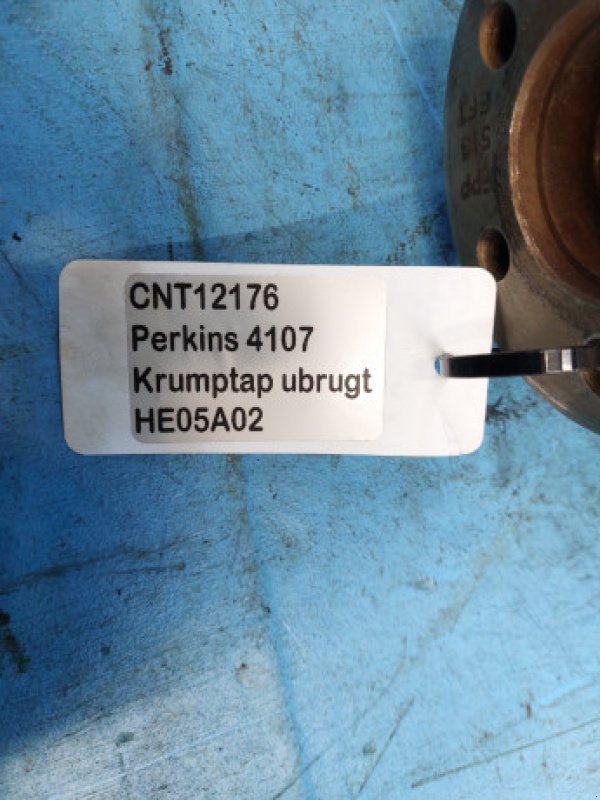 CNT12176
Perkins 4107
Krumptap ubrugt
HE05A02